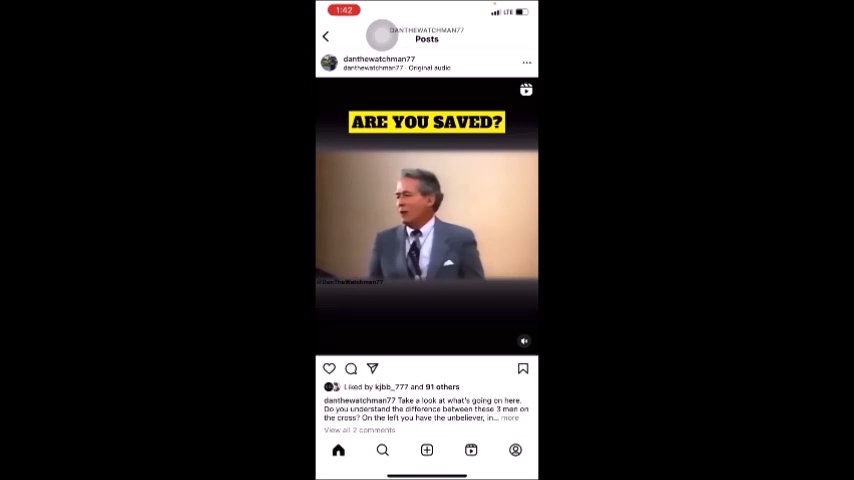 1:42
LTE
DANTHEWATCHMAN77
Posts
danthewatchman77
danthewatchman77 · Original audio
ARE YOU SAVED?
@DanTheWatchman77
Liked by kjbb_777 and 91 others
danthewatchman77 Take a look at what's going on here.
Do you understand the difference between these 3 men on
the cross? On the left you have the unbeliever, in... more
View all 2 comments